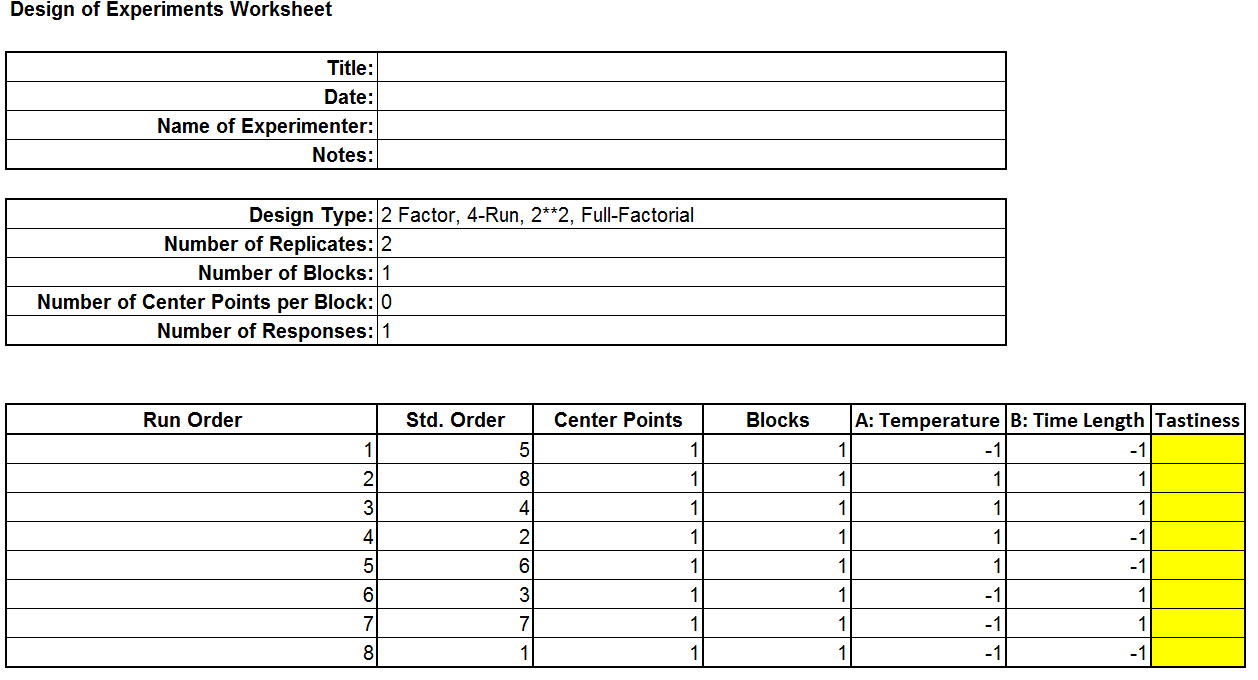 Design of Experiments Worksheet
Title:
Date:
Name of Experimenter:
Notes:
Design Type: 2 Factor, 4-Run, 2**2, Full-Factorial
Number of Replicates: 2
Number of Blocks: 1
Number of Center Points per Block: 0
Number of Responses: 1
Run Order Std. Order Center Points Blocks A: Temperature B: Time Length Tastiness
1 5 1 1 -1 -1
2 8 1 1 1 1
3 4 1 1 1 1
4 2 1 1 1 -1
5 6 1 1 1 -1
6 3 1 1 -1 1
7 7 1 1 -1 1
8 1 1 1 -1 -1